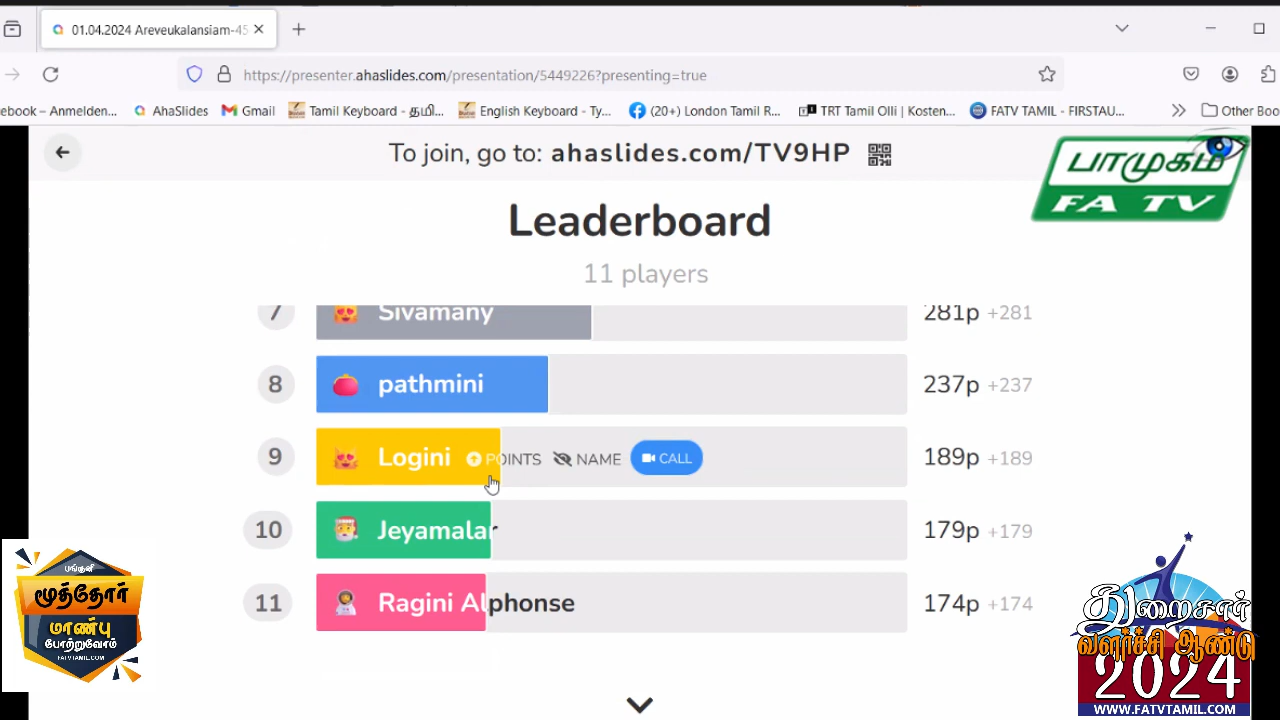 01.04.2024 Areveukalansiam-45
https://presenter.ahaslides.com/presentation/5449226?presenting=true
cebook – Anmelden...
AhaSlides
Gmail
Tamil Keyboard - தமி...
English Keyboard - Ty...
(20+) London Tamil R...
TRT Tamil Olli | Kosten...
FATV TAMIL - FIRSTAU...
Other Boo
To join, go to: ahaslides.com/TV9HP
பாமுகம்
FA TV
Leaderboard
11 players
7 Sivamany 281p +281
8 pathmini 237p +237
9 Logini POINTS NAME CALL 189p +189
10 Jeyamalar 179p +179
11 Ragini Alphonse 174p +174
பங்குனி
மூத்தோர்
மாண்பு
போற்றுவோம்
FATVTAMIL.COM
துறைசார்
வளர்ச்சி ஆண்டு
2024
WWW.FATVTAMIL.COM